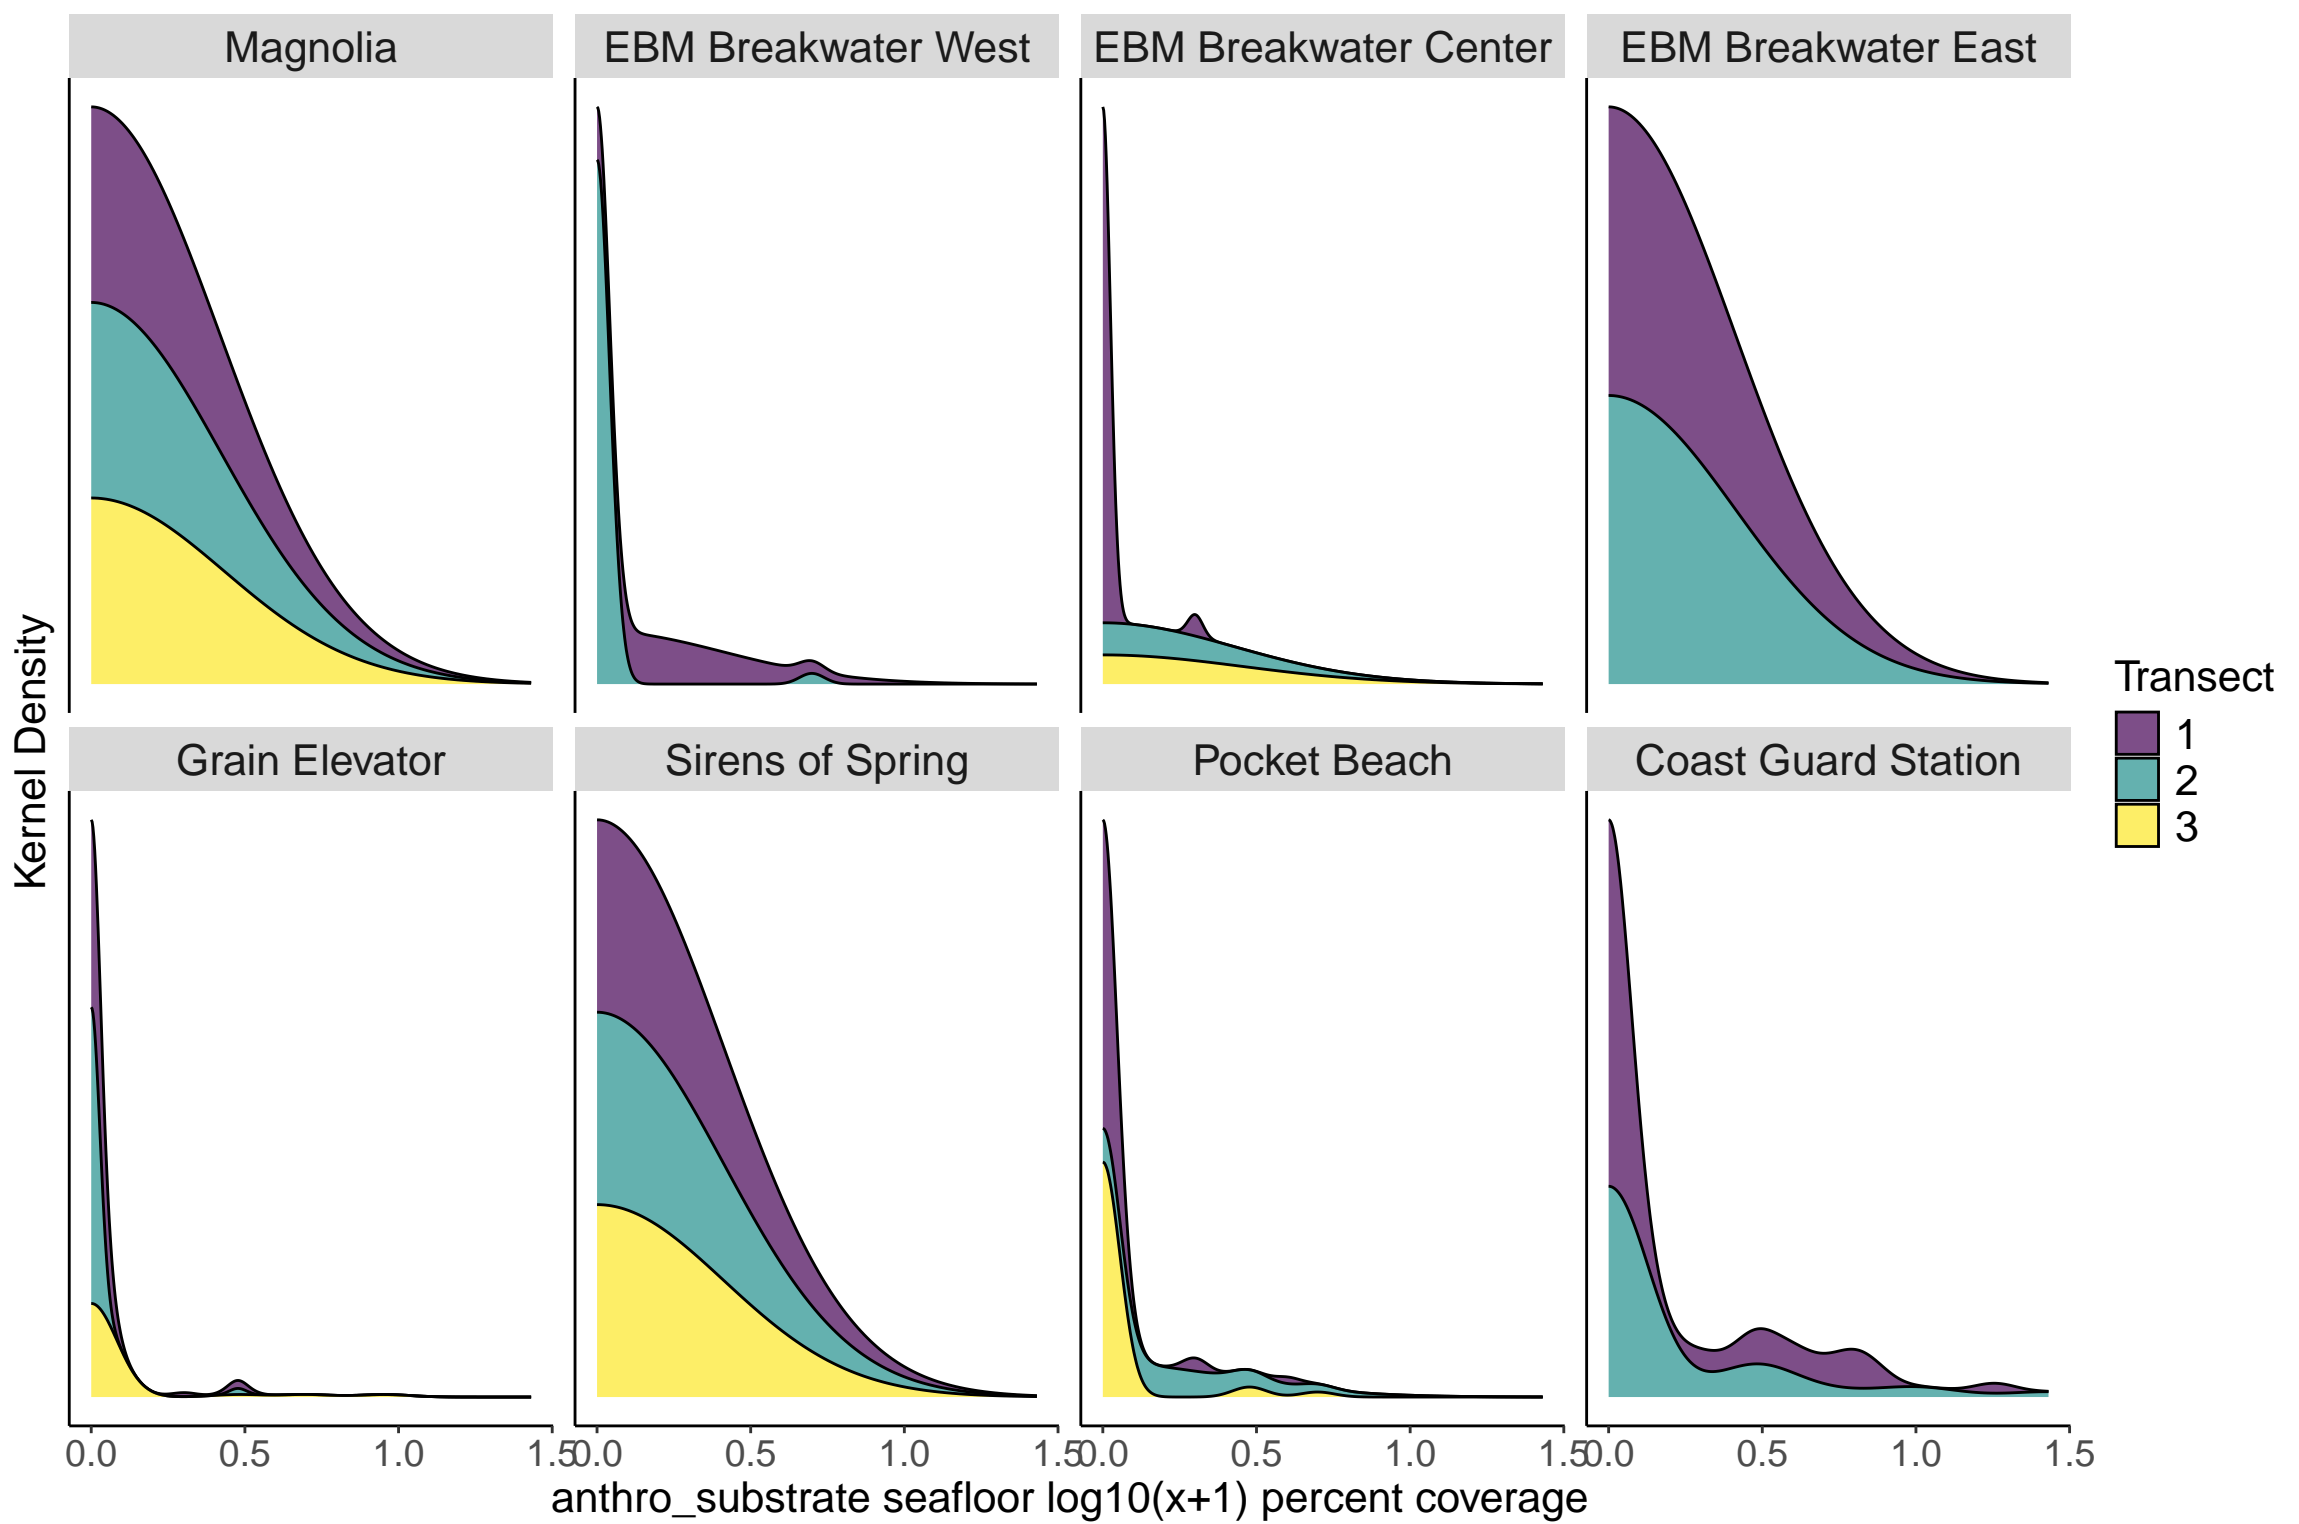 Magnolia
EBM Breakwater West
EBM Breakwater Center
EBM Breakwater East
Kernel Density
Grain Elevator
Sirens of Spring
Pocket Beach
Coast Guard Station
Transect
1
2
3
0.0 0.5 1.0 1.5
0.0 0.5 1.0 1.5
0.0 0.5 1.0 1.5
0.0 0.5 1.0 1.5
anthro_substrate seafloor log10(x+1) percent coverage